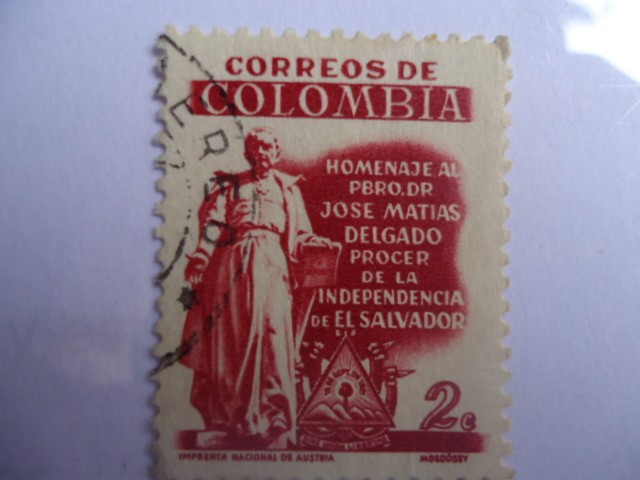 CORREOS DE
COLOMBIA
HOMENAJE AL
PBRO. DR
JOSE MATIAS
DELGADO
PROCER
DE LA
INDEPENDENCIA
DE EL SALVADOR
2c
IMPRENTA NACIONAL DE AUSTRIA